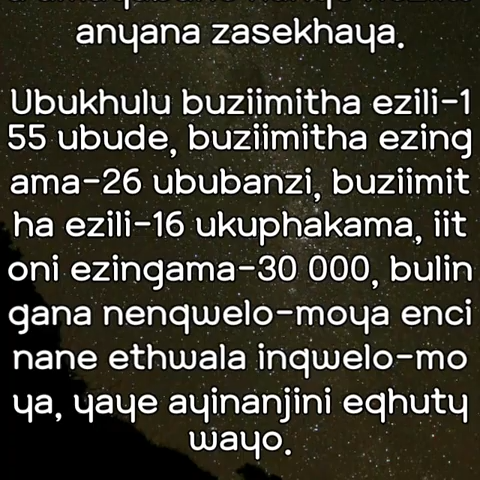 anyana zasekhaya.
Ubukhulu buziimitha ezili-1
55 ubude, buziimitha ezing
ama-26 ububanzi, buziimit
ha ezili-16 ukuphakama, iit
oni ezingama-30 000, bulin
gana nenqwelo-moya enci
nane ethwala inqwelo-mo
ya, yaye ayinanjini eqhuty
wayo.